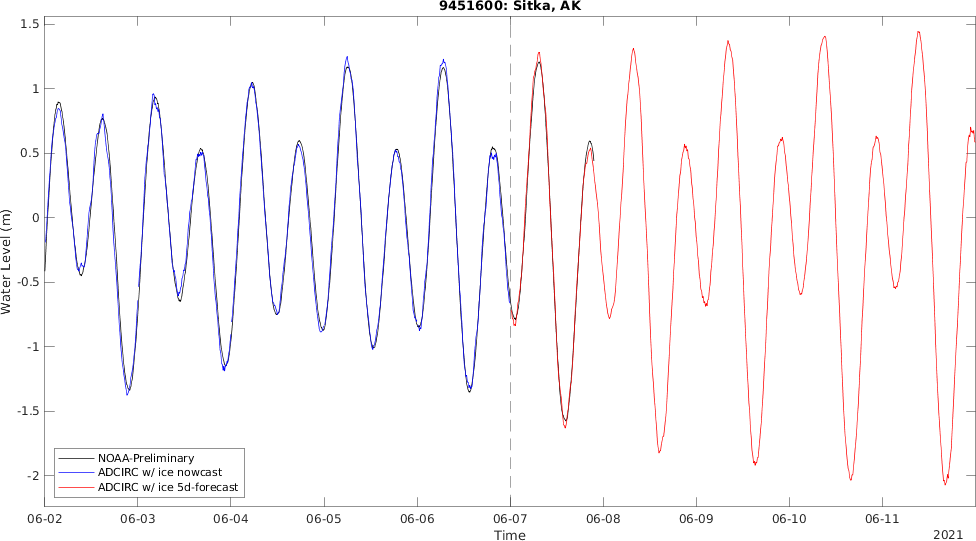 9451600: Sitka, AK
1.5
1
0.5
0
-0.5
-1
-1.5
-2
Water Level (m)
NOAA-Preliminary
ADCIRC w/ ice nowcast
ADCIRC w/ ice 5d-forecast
06-02 06-03 06-04 06-05 06-06 06-07 06-08 06-09 06-10 06-11
Time
2021